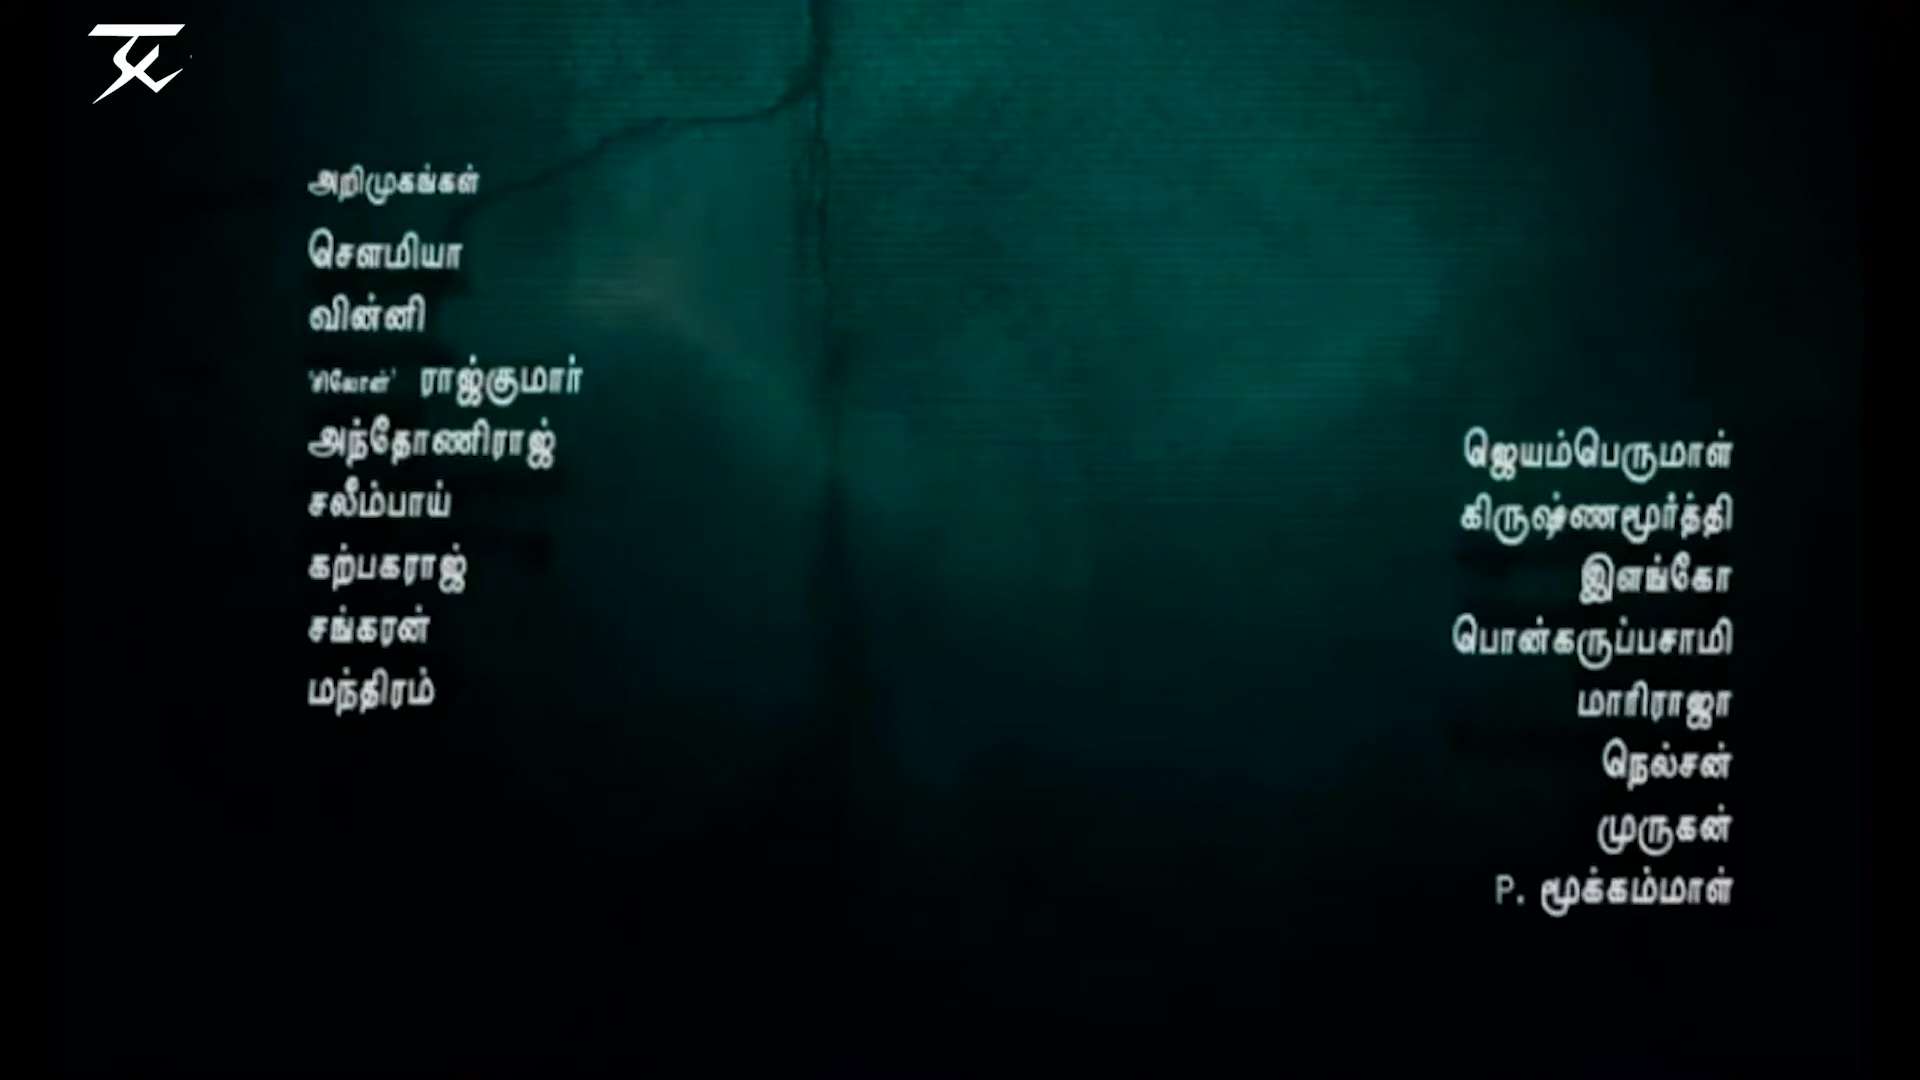 அறிமுகங்கள்
சௌமியா
வின்னி
'சிலோன்' ராஜ்குமார்
அந்தோணிராஜ்
சலீம்பாய்
கற்பகராஜ்
சங்கரன்
மந்திரம்
ஜெயம்பெருமாள்
கிருஷ்ணமூர்த்தி
இளங்கோ
பொன்கருப்பசாமி
மாரிராஜா
நெல்சன்
முருகன்
P. மூக்கம்மாள்